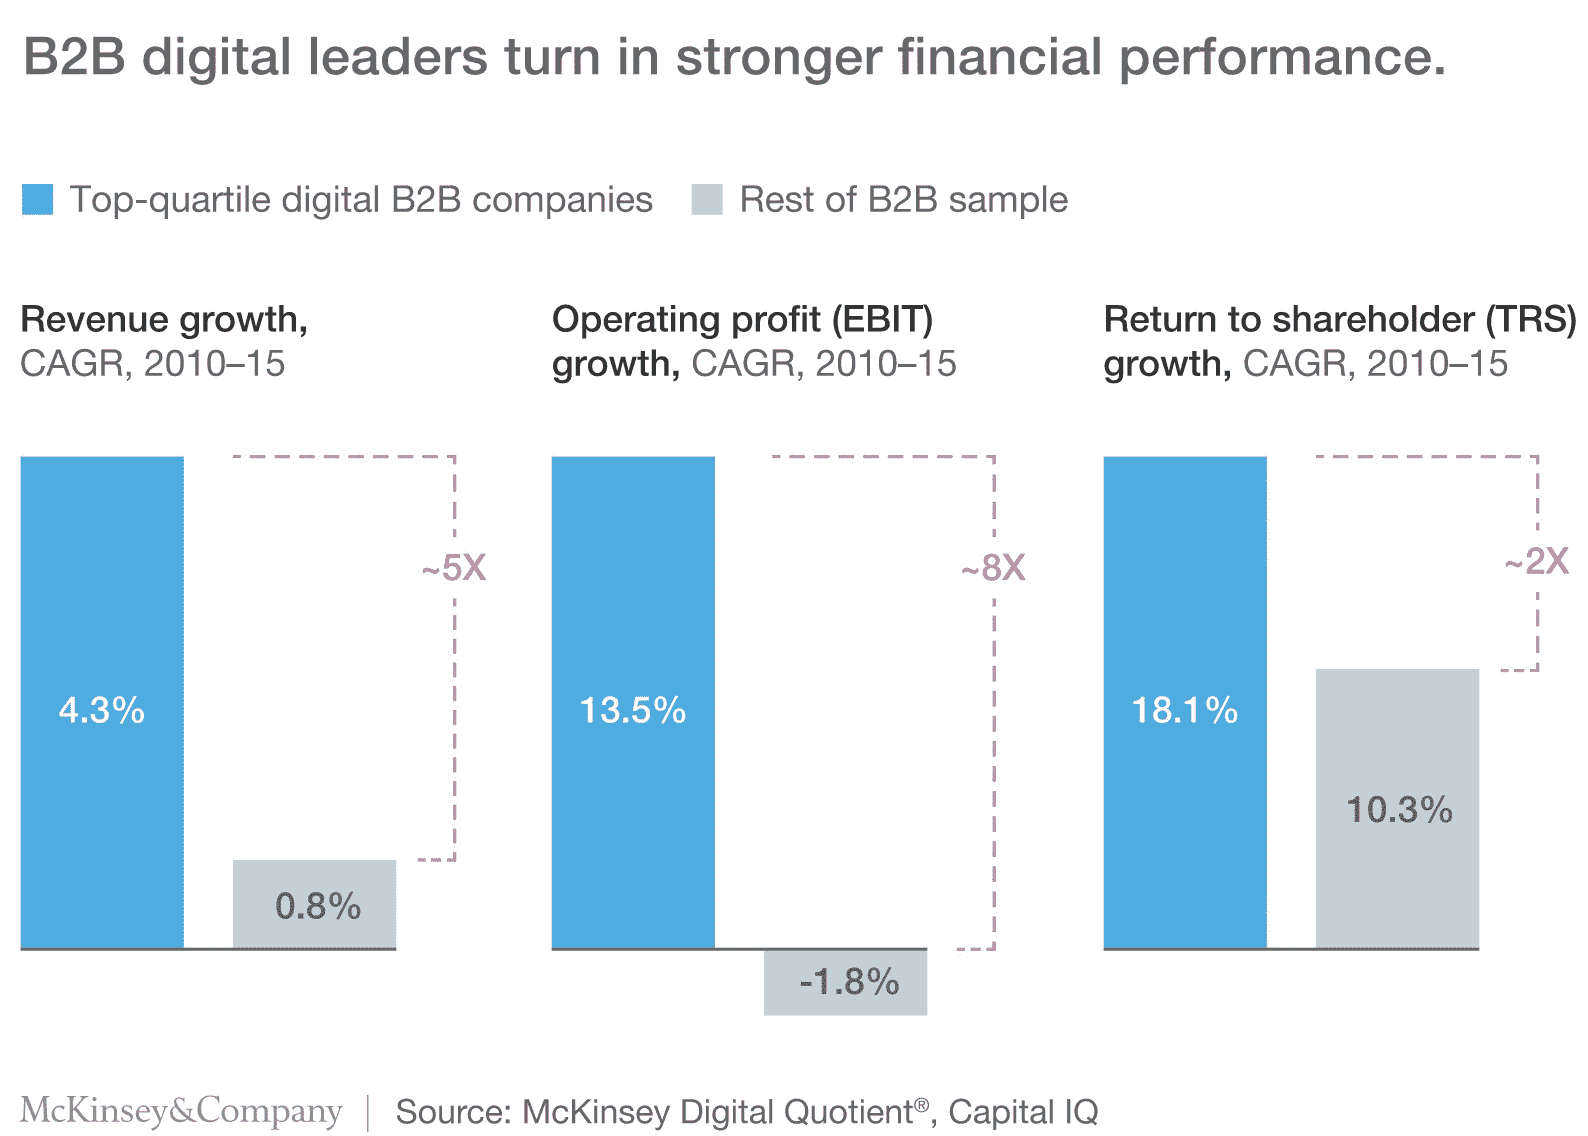 B2B digital leaders turn in stronger financial performance.
Top-quartile digital B2B companies
Rest of B2B sample
Revenue growth,
CAGR, 2010–15
4.3%
0.8%
~5X
Operating profit (EBIT)
growth, CAGR, 2010–15
13.5%
-1.8%
~8X
Return to shareholder (TRS)
growth, CAGR, 2010–15
18.1%
10.3%
~2X
McKinsey&Company | Source: McKinsey Digital Quotient®, Capital IQ